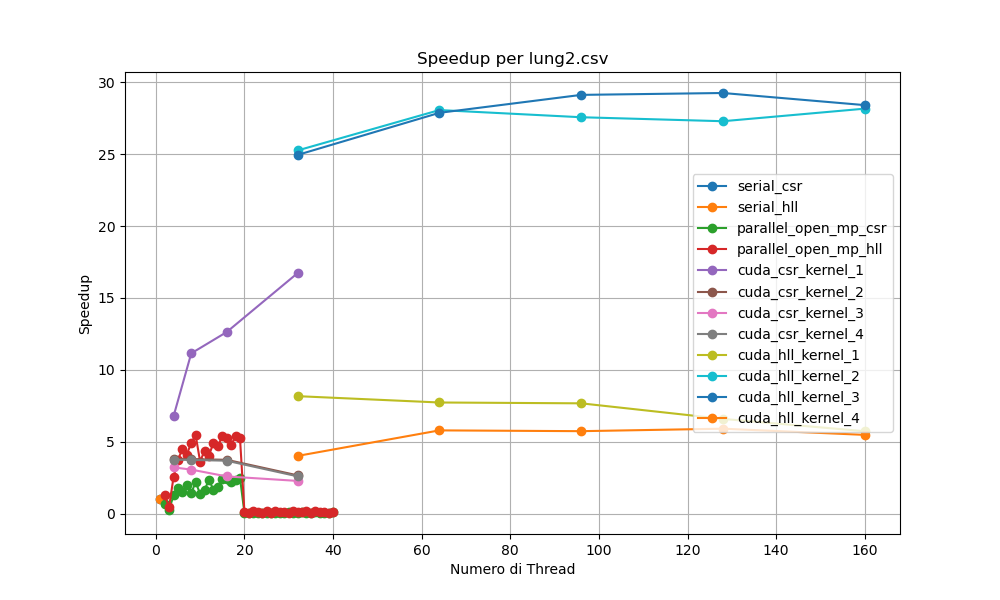 Speedup per lung2.csv
30
25
20
15
10
5
0
Speedup
0 20 40 60 80 100 120 140 160
Numero di Thread
serial_csr
serial_hll
parallel_open_mp_csr
parallel_open_mp_hll
cuda_csr_kernel_1
cuda_csr_kernel_2
cuda_csr_kernel_3
cuda_csr_kernel_4
cuda_hll_kernel_1
cuda_hll_kernel_2
cuda_hll_kernel_3
cuda_hll_kernel_4